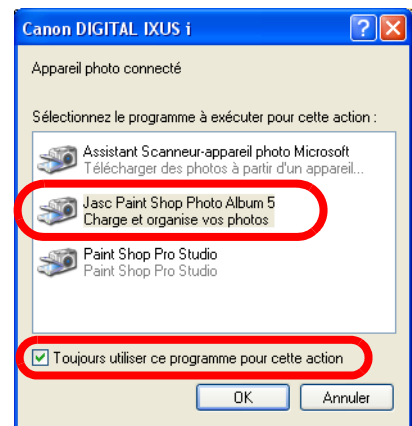 Canon DIGITAL IXUS i
Appareil photo connecté
Sélectionnez le programme à exécuter pour cette action :
Assistant Scanneur-appareil photo Microsoft
Télécharger des photos à partir d'un appareil...
Jasc Paint Shop Photo Album 5
Charge et organise vos photos
Paint Shop Pro Studio
Paint Shop Pro Studio
Toujours utiliser ce programme pour cette action
OK Annuler